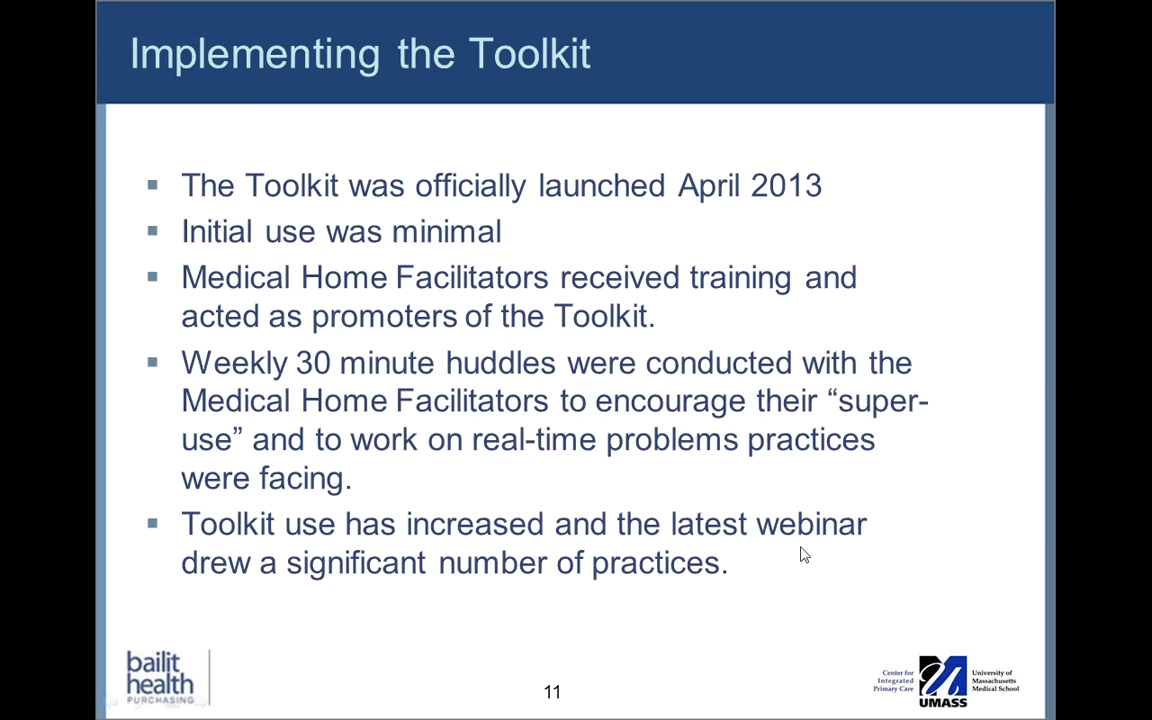 Implementing the Toolkit
▪ The Toolkit was officially launched April 2013
▪ Initial use was minimal
▪ Medical Home Facilitators received training and
acted as promoters of the Toolkit.
▪ Weekly 30 minute huddles were conducted with the
Medical Home Facilitators to encourage their “super-
use” and to work on real-time problems practices
were facing.
▪ Toolkit use has increased and the latest webinar
drew a significant number of practices.
bailit
health
PURCHASING
11
Center for
Integrated
Primary Care
UMASS
University of
Massachusetts
Medical School